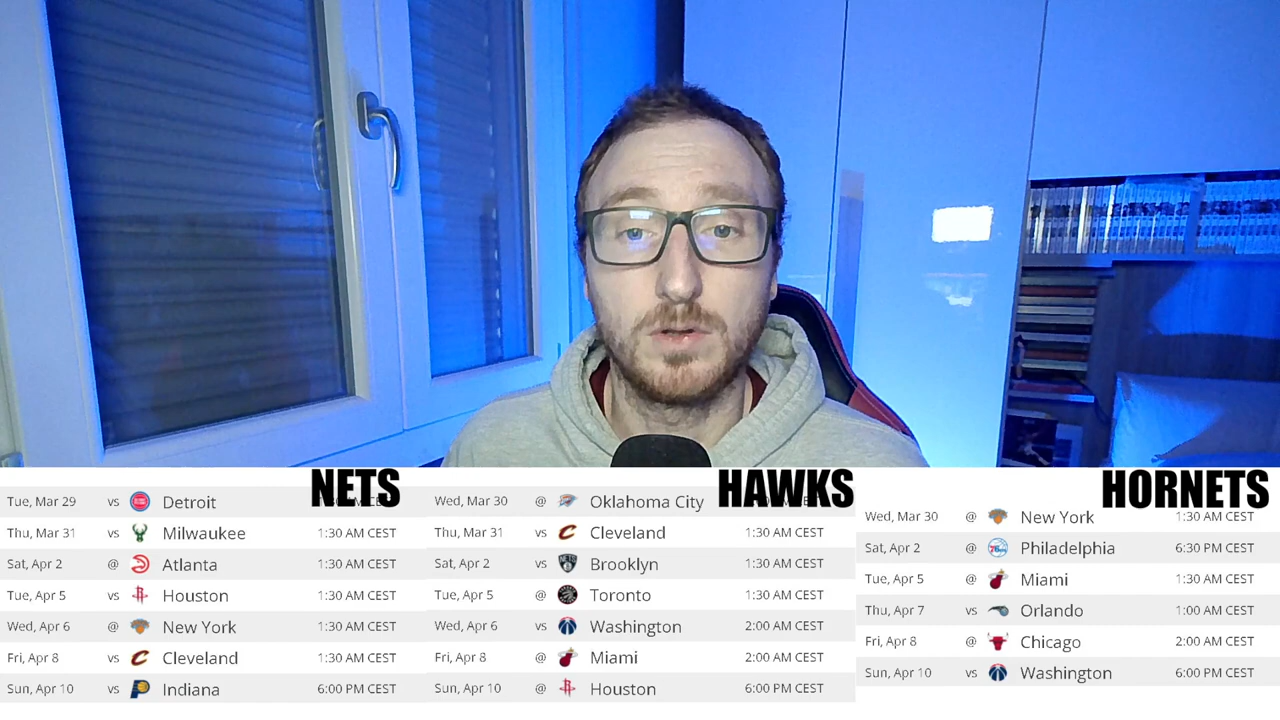 NETS
Tue, Mar 29 vs Detroit
Thu, Mar 31 vs Milwaukee 1:30 AM CEST
Sat, Apr 2 @ Atlanta 1:30 AM CEST
Tue, Apr 5 vs Houston 1:30 AM CEST
Wed, Apr 6 @ New York 1:30 AM CEST
Fri, Apr 8 vs Cleveland 1:30 AM CEST
Sun, Apr 10 vs Indiana 6:00 PM CEST
HAWKS
Wed, Mar 30 @ Oklahoma City
Thu, Mar 31 vs Cleveland 1:30 AM CEST
Sat, Apr 2 vs Brooklyn 1:30 AM CEST
Tue, Apr 5 @ Toronto 1:30 AM CEST
Wed, Apr 6 vs Washington 2:00 AM CEST
Fri, Apr 8 @ Miami 2:00 AM CEST
Sun, Apr 10 @ Houston 6:00 PM CEST
HORNETS
Wed, Mar 30 @ New York 1:30 AM CEST
Sat, Apr 2 @ Philadelphia 6:30 PM CEST
Tue, Apr 5 @ Miami 1:30 AM CEST
Thu, Apr 7 vs Orlando 1:00 AM CEST
Fri, Apr 8 @ Chicago 2:00 AM CEST
Sun, Apr 10 vs Washington 6:00 PM CEST